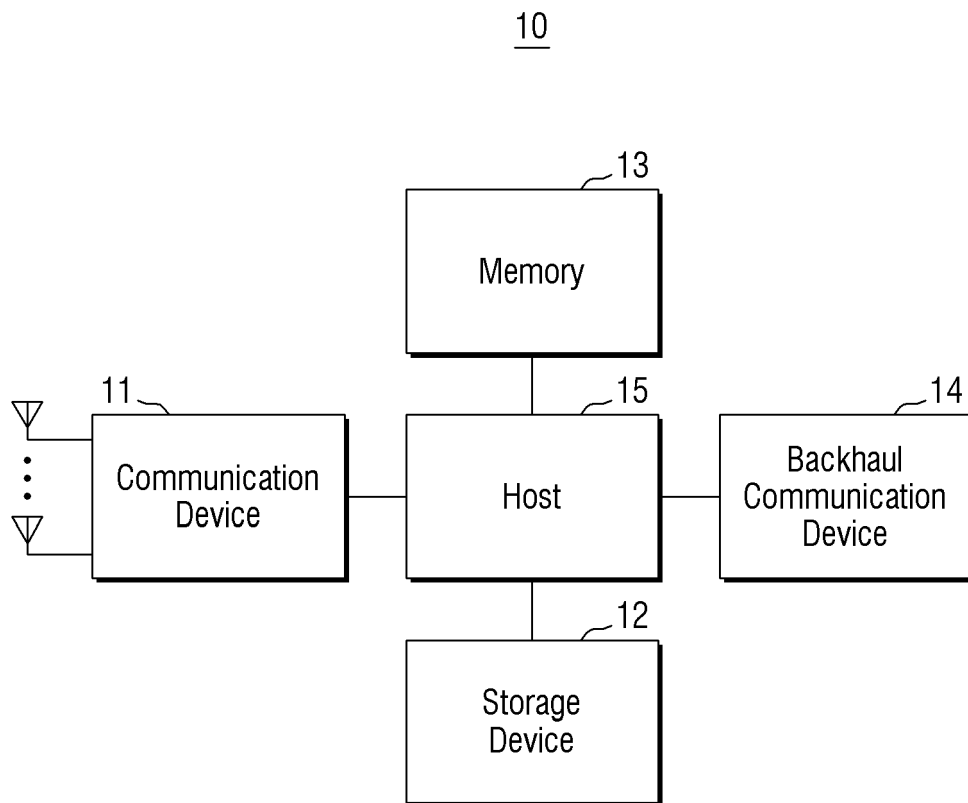 10
13
Memory
11
Communication
Device
15
Host
14
Backhaul
Communication
Device
12
Storage
Device